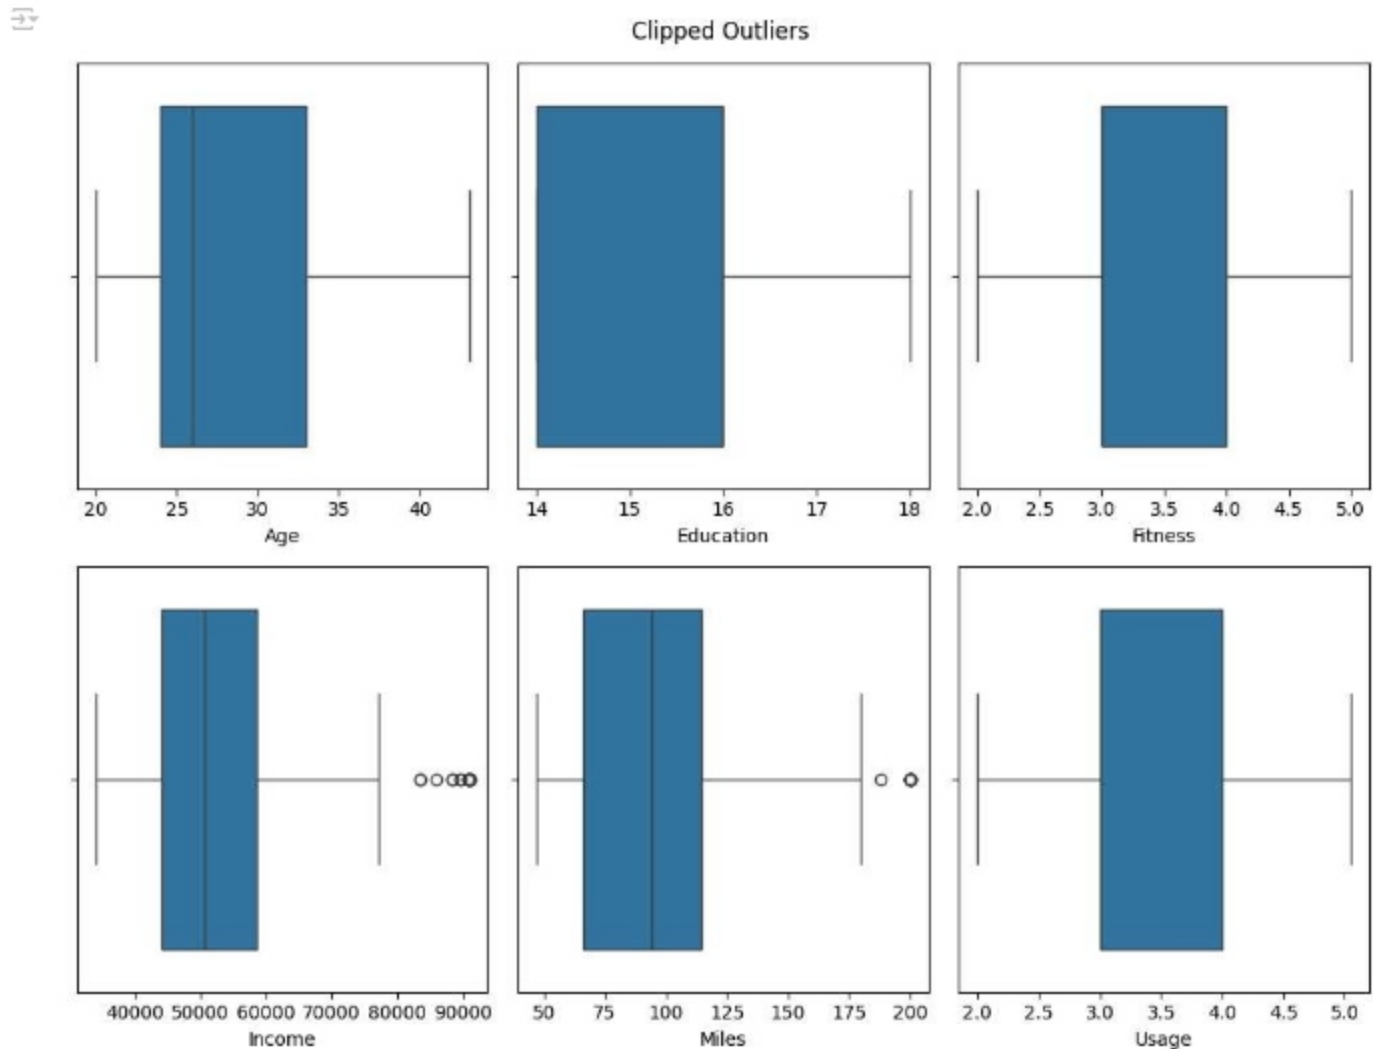 Clipped Outliers
20 25 30 35 40
Age
14 15 16 17 18
Education
2.0 2.5 3.0 3.5 4.0 4.5 5.0
Fitness
40000 50000 60000 70000 80000 90000
Income
50 75 100 125 150 175 200
Miles
2.0 2.5 3.0 3.5 4.0 4.5 5.0
Usage